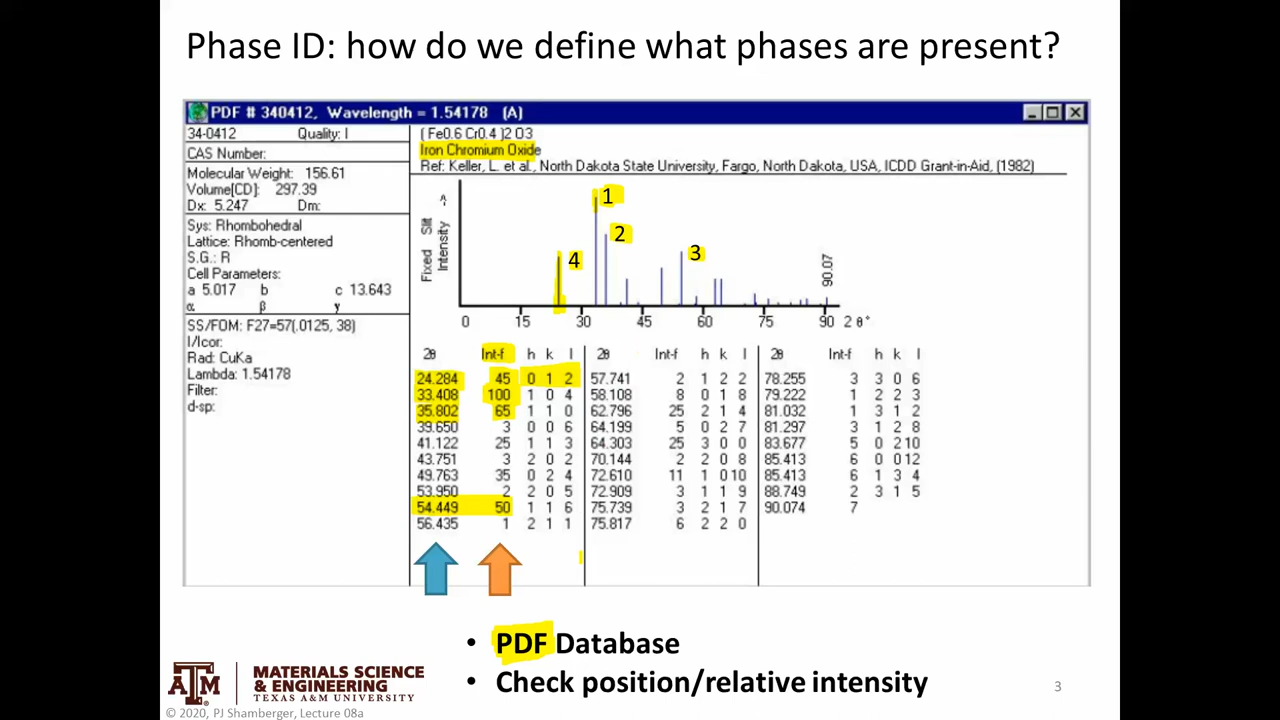 Phase ID: how do we define what phases are present?
PDF # 340412, Wavelength = 1.54178 (A)
34-0412 Quality: I
CAS Number:
Molecular Weight: 156.61
Volume[CD]: 297.39
Dx: 5.247 Dm:
Sys: Rhombohedral
Lattice: Rhomb-centered
S.G.: R
Cell Parameters:
a 5.017 b c 13.643
α β γ
SS/FOM: F27=57(.0125, 38)
I/Icor:
Rad: CuKa
Lambda: 1.54178
Filter:
d-sp:
( Fe0.6 Cr0.4 )2 O3
Iron Chromium Oxide
Ref: Keller, L. et al., North Dakota State University, Fargo, North Dakota, USA, ICDD Grant-in-Aid, (1982)
Fixed Slit
Intensity ->
1
2
3
4
90.07
0 15 30 45 60 75 90 2 θ°
2θ Int-f h k l 2θ Int-f h k l 2θ Int-f h k l
24.284 45 0 1 2 57.741 2 1 2 2 78.255 3 3 0 6
33.408 100 1 0 4 58.108 8 0 1 8 79.222 1 2 2 3
35.802 65 1 1 0 62.796 25 2 1 4 81.032 1 3 1 2
39.650 3 0 0 6 64.199 5 0 2 7 81.297 3 1 2 8
41.122 25 1 1 3 64.303 25 3 0 0 83.677 5 0 2 10
43.751 3 2 0 2 70.144 2 2 0 8 85.413 6 0 0 12
49.763 35 0 2 4 72.610 11 1 0 10 85.413 6 1 3 4
53.950 2 2 0 5 72.909 3 1 1 9 88.749 2 3 1 5
54.449 50 1 1 6 75.739 3 2 1 7 90.074 7
56.435 1 2 1 1 75.817 6 2 2 0
• PDF Database
• Check position/relative intensity
ATM
MATERIALS SCIENCE
& ENGINEERING
TEXAS A&M UNIVERSITY
© 2020, PJ Shamberger, Lecture 08a
3